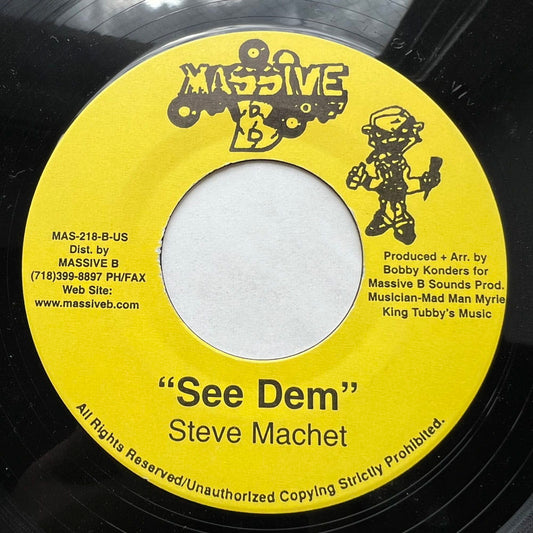 MASSIVE
B
MAS-218-B-US
Dist. by
MASSIVE B
(718)399-8897 PH/FAX
Web Site:
www.massiveb.com
Produced + Arr. by
Bobby Konders for
Massive B Sounds Prod.
Musician-Mad Man Myrie
King Tubby's Music
“See Dem”
Steve Machet
All Rights Reserved/Unauthorized Copying Strictly Prohibited.